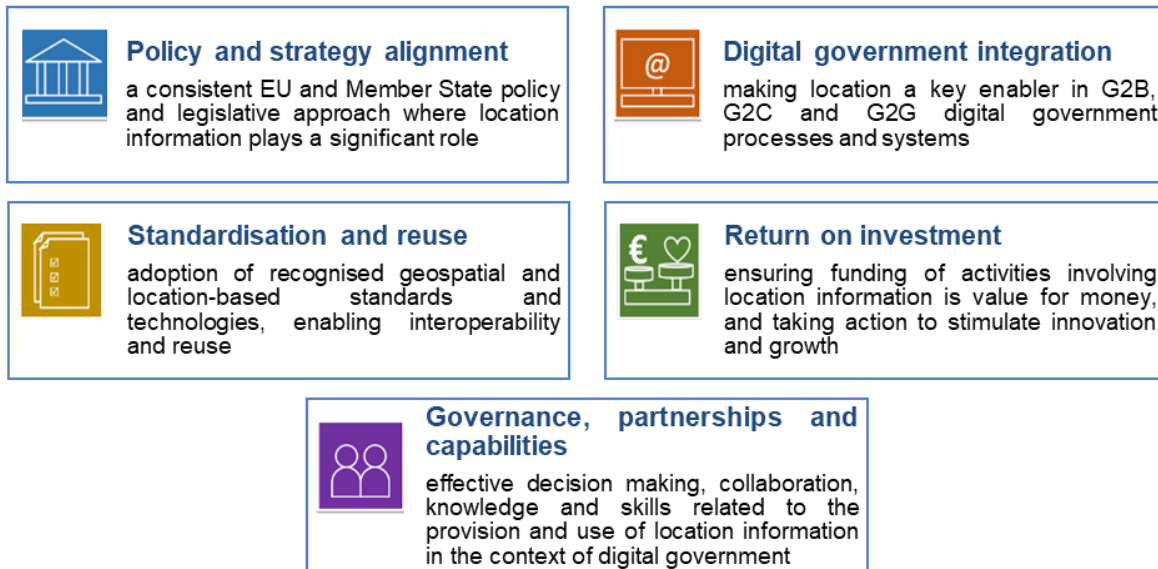 Policy and strategy alignment
a consistent EU and Member State policy
and legislative approach where location
information plays a significant role
@
Digital government integration
making location a key enabler in G2B,
G2C and G2G digital government
processes and systems
Standardisation and reuse
adoption of recognised geospatial and
location-based standards and
technologies, enabling interoperability
and reuse
€
Return on investment
ensuring funding of activities involving
location information is value for money,
and taking action to stimulate innovation
and growth
Governance, partnerships and
capabilities
effective decision making, collaboration,
knowledge and skills related to the
provision and use of location information
in the context of digital government